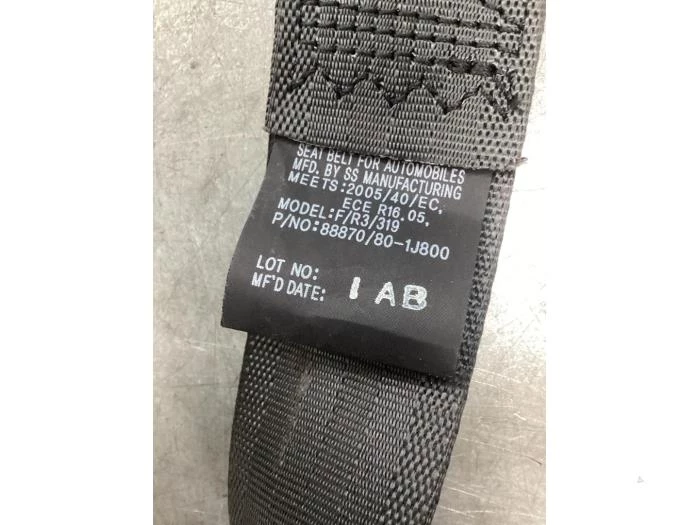 SEAT BELT FOR AUTOMOBILES
MFD. BY SS MANUFACTURING
MEETS:2005/40/EC,
ECE R16.05,
MODEL:F/R3/319
P/NO:88870/80-1J800
LOT NO:
MF'D DATE: 1 AB